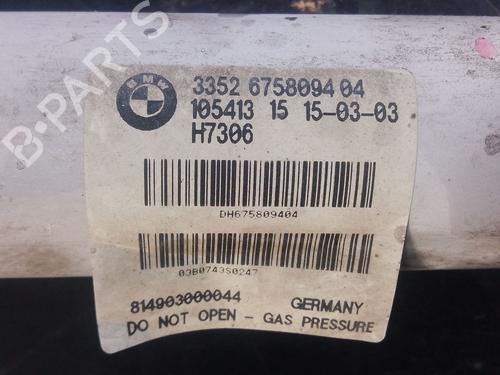 BMW
3352 6758094 04
105413 15 15-03-03
H7306
DH675809404
03B0743S0247
814903000044 GERMANY
DO NOT OPEN - GAS PRESSURE